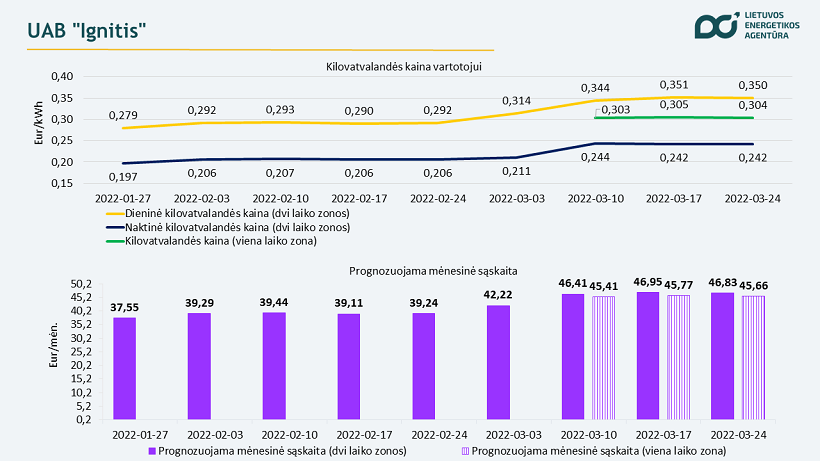 UAB "Ignitis"
LIETUVOS
ENERGETIKOS
AGENTŪRA
Kilovatvalandės kaina vartotojui
Eur/kWh
0,40
0,35
0,30
0,25
0,20
0,15
0,279 0,292 0,293 0,290 0,292 0,314 0,344 0,351 0,350
0,303 0,305 0,304
0,197 0,206 0,207 0,206 0,206 0,211 0,244 0,242 0,242
2022-01-27 2022-02-03 2022-02-10 2022-02-17 2022-02-24 2022-03-03 2022-03-10 2022-03-17 2022-03-24
Dieninė kilovatvalandės kaina (dvi laiko zonos)
Naktinė kilovatvalandės kaina (dvi laiko zonos)
Kilovatvalandės kaina (viena laiko zona)
Prognozuojama mėnesinė sąskaita
Eur/mėn.
50,2
45,2
40,2
35,2
30,2
25,2
20,2
15,2
10,2
5,2
0,2
37,55 39,29 39,44 39,11 39,24 42,22 46,41 45,41 46,95 45,77 46,83 45,66
2022-01-27 2022-02-03 2022-02-10 2022-02-17 2022-02-24 2022-03-03 2022-03-10 2022-03-17 2022-03-24
Prognozuojama mėnesinė sąskaita (dvi laiko zonos) Prognozuojama mėnesinė sąskaita (viena laiko zona)